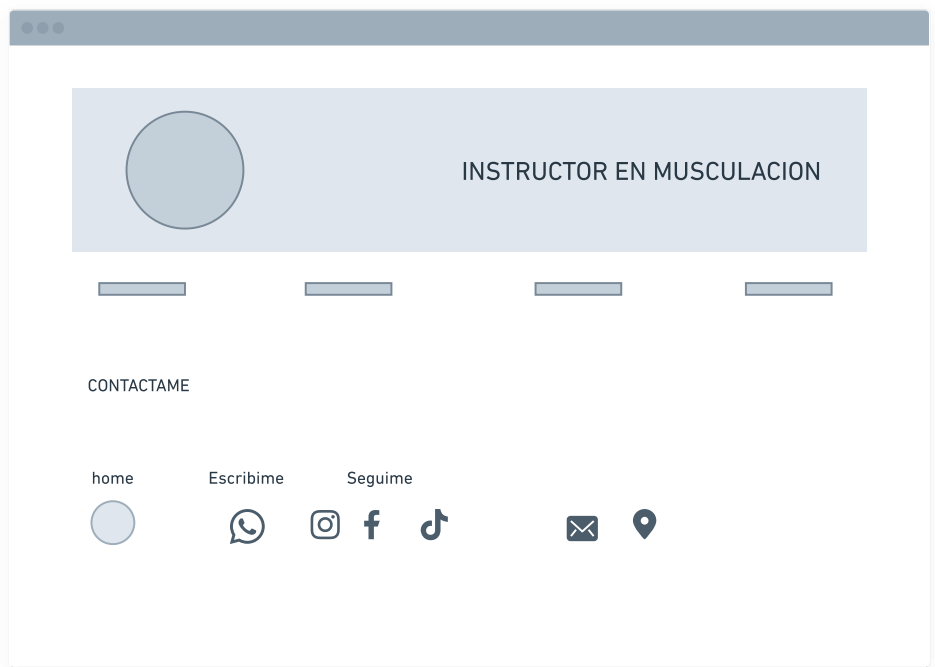 INSTRUCTOR EN MUSCULACION
CONTACTAME
home
Escribime
Seguime